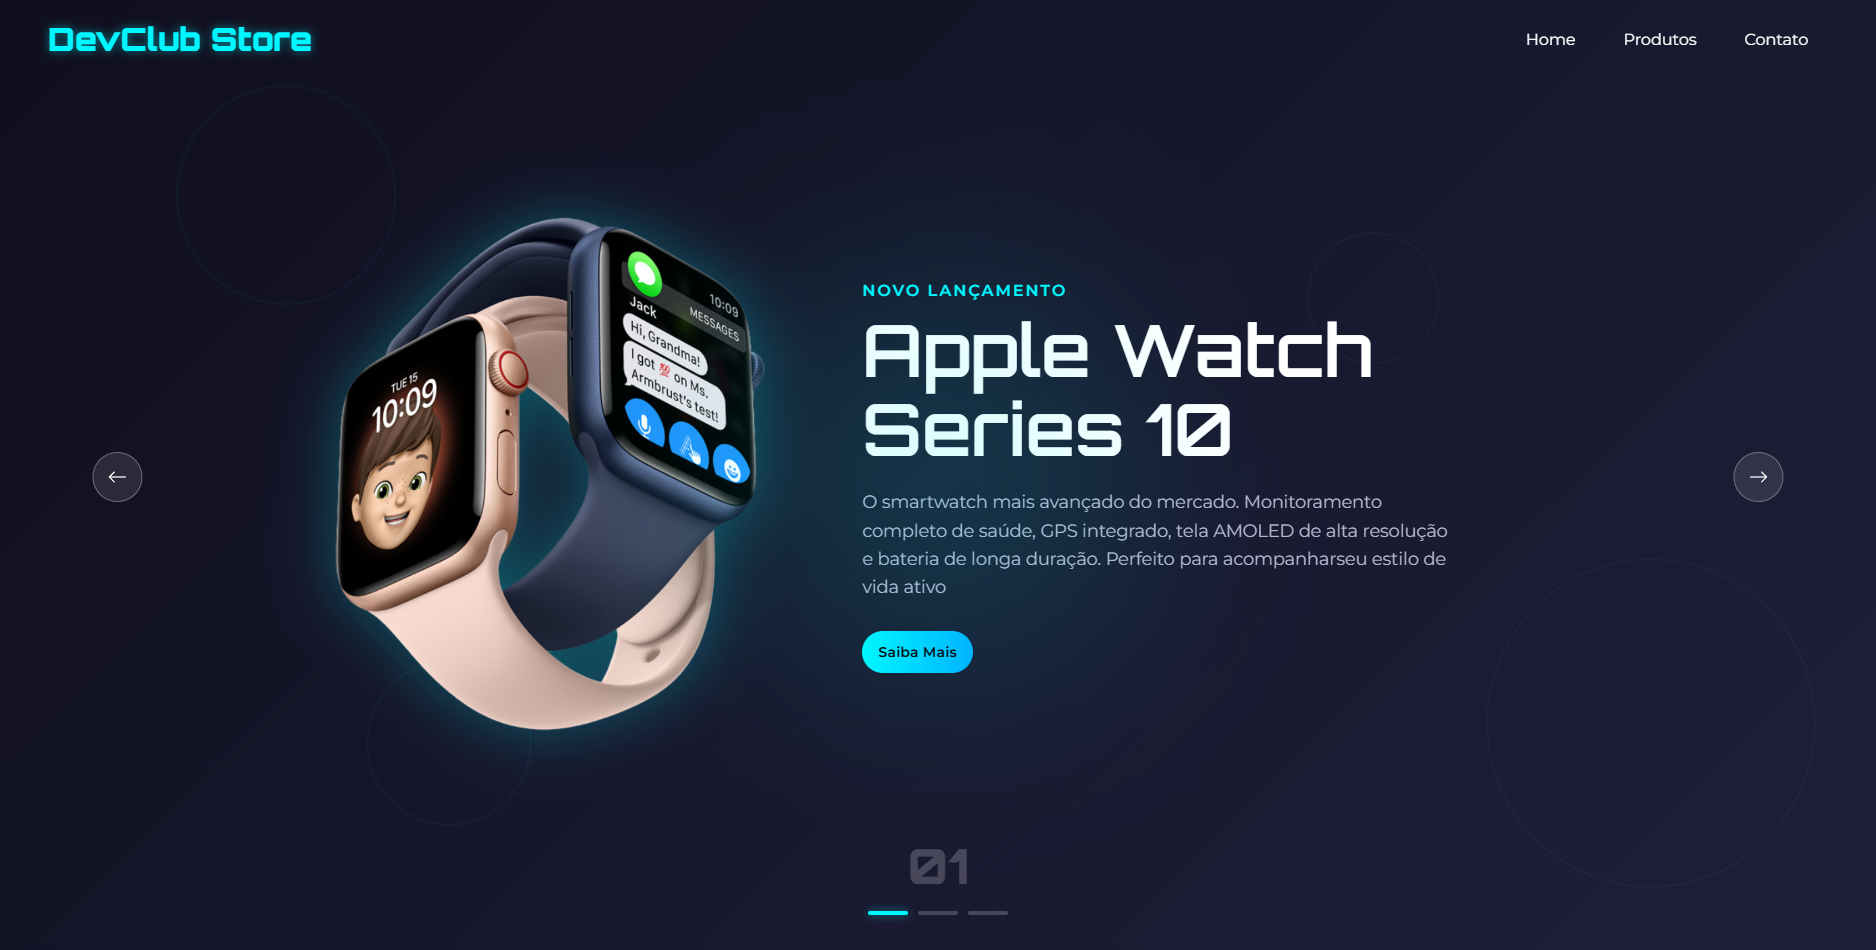 DevClub Store
Home
Produtos
Contato
TUE 15
10:09
10:09
MESSAGES
Jack
Hi, Grandma!
I got 💯 on Ms.
Armbrust's test!
NOVO LANÇAMENTO
Apple Watch
Series 10
O smartwatch mais avançado do mercado. Monitoramento
completo de saúde, GPS integrado, tela AMOLED de alta resolução
e bateria de longa duração. Perfeito para acompanharseu estilo de
vida ativo
Saiba Mais
01